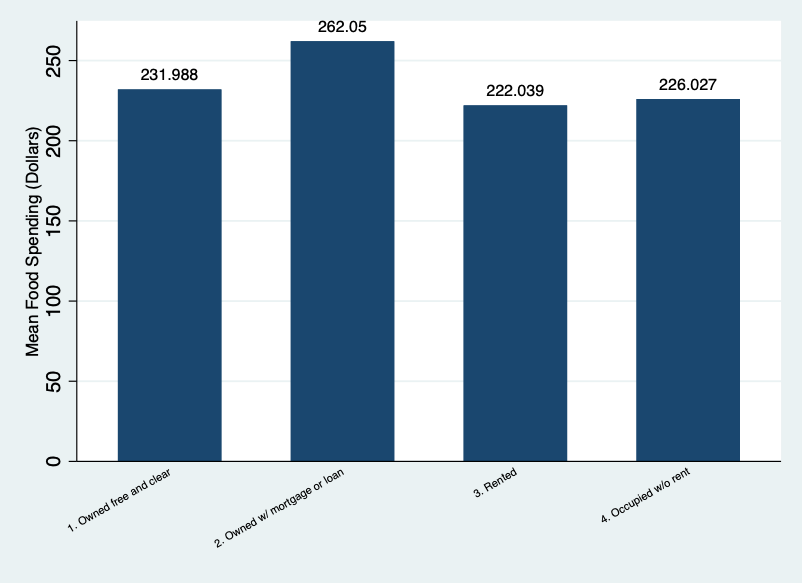 Mean Food Spending (Dollars)
250
200
150
100
50
0
231.988
262.05
222.039
226.027
1. Owned free and clear
2. Owned w/ mortgage or loan
3. Rented
4. Occupied w/o rent